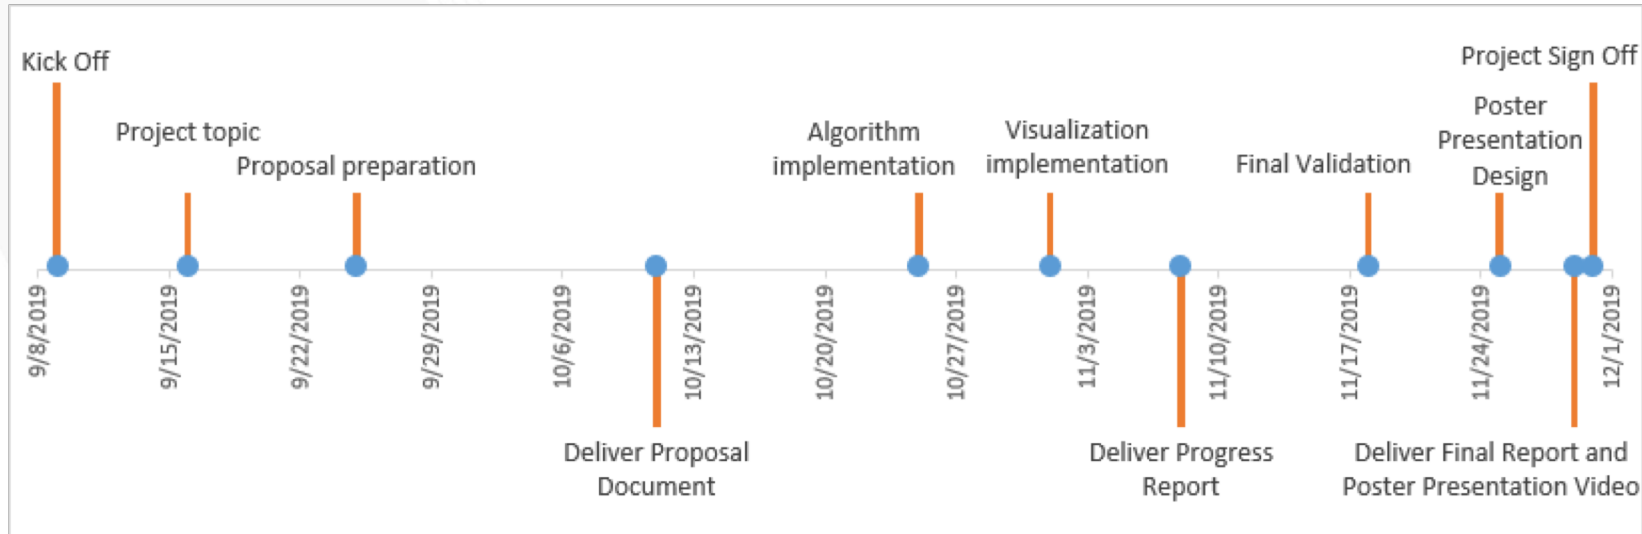 Kick Off
Project topic
Proposal preparation
Algorithm
implementation
Visualization
implementation
Final Validation
Poster
Presentation
Design
Project Sign Off
9/8/2019
9/15/2019
9/22/2019
9/29/2019
10/6/2019
10/13/2019
10/20/2019
10/27/2019
11/3/2019
11/10/2019
11/17/2019
11/24/2019
12/1/2019
Deliver Proposal
Document
Deliver Progress
Report
Deliver Final Report and
Poster Presentation Video